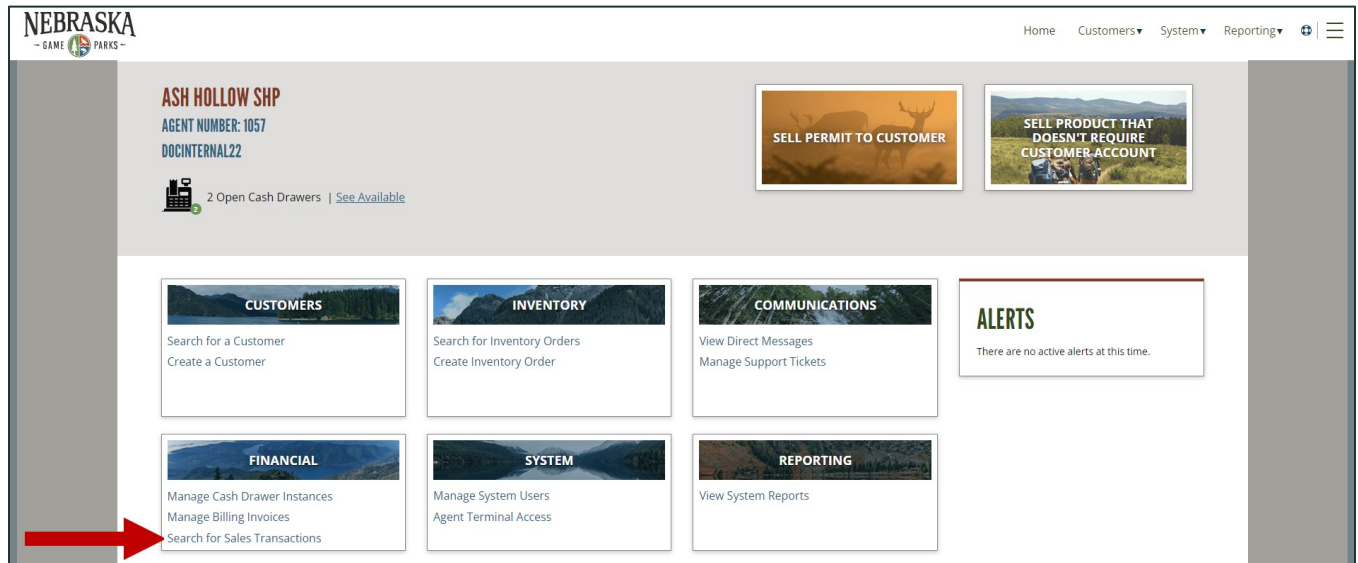 NEBRASKA
- GAME PARKS -
Home Customers▾ System▾ Reporting▾
ASH HOLLOW SHP
AGENT NUMBER: 1057
DOCINTERNAL22
2 Open Cash Drawers | See Available
2
SELL PERMIT TO CUSTOMER
SELL PRODUCT THAT
DOESN'T REQUIRE
CUSTOMER ACCOUNT
CUSTOMERS
Search for a Customer
Create a Customer
INVENTORY
Search for Inventory Orders
Create Inventory Order
COMMUNICATIONS
View Direct Messages
Manage Support Tickets
ALERTS
There are no active alerts at this time.
FINANCIAL
Manage Cash Drawer Instances
Manage Billing Invoices
Search for Sales Transactions
SYSTEM
Manage System Users
Agent Terminal Access
REPORTING
View System Reports